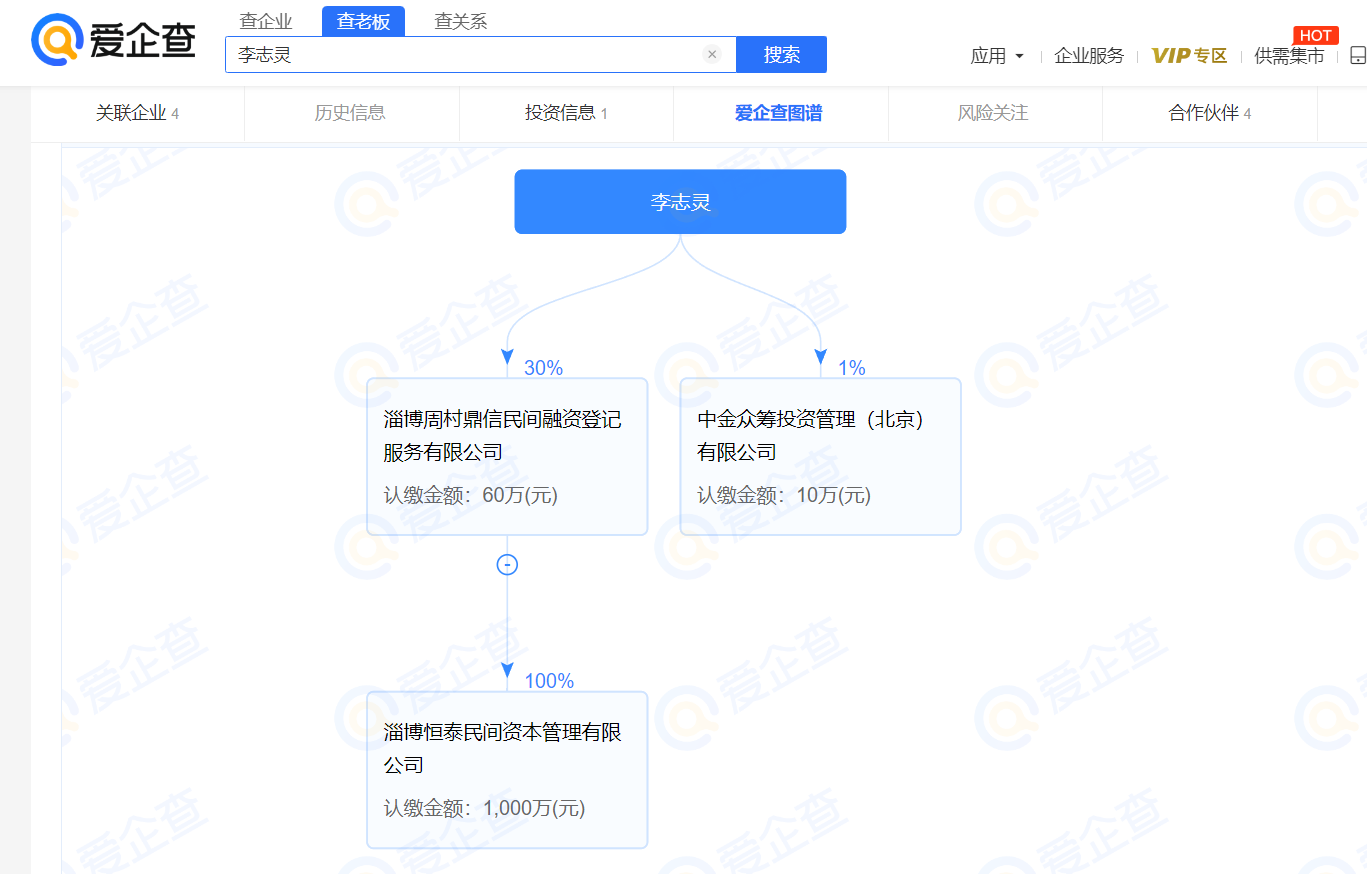 爱企查
查企业 查老板 查关系
李志灵
搜索
应用
企业服务
VIP专区
供需集市
HOT
关联企业 4
历史信息
投资信息 1
爱企查图谱
风险关注
合作伙伴 4
李志灵
30%
1%
淄博周村鼎信民间融资登记
服务有限公司
认缴金额：60万(元)
中金众筹投资管理（北京）
有限公司
认缴金额：10万(元)
100%
淄博恒泰民间资本管理有限
公司
认缴金额：1,000万(元)